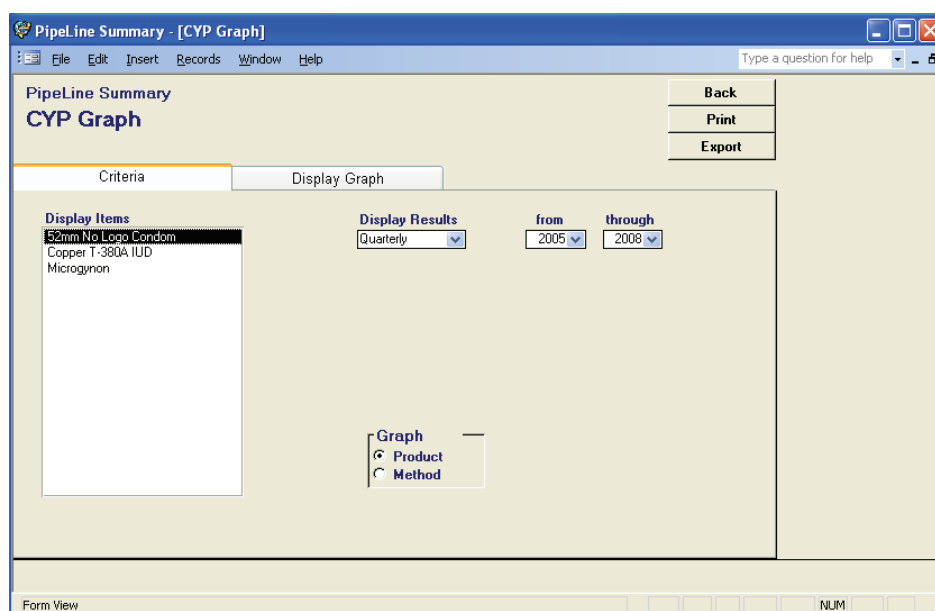 PipeLine Summary - [CYP Graph]
File Edit Insert Records Window Help Type a question for help
PipeLine Summary
CYP Graph
Back
Print
Export
Criteria Display Graph
Display Items
52mm No Logo Condom
Copper T-380A IUD
Microgynon
Display Results from through
Quarterly 2005 2008
Graph
Product
Method
Form View NUM